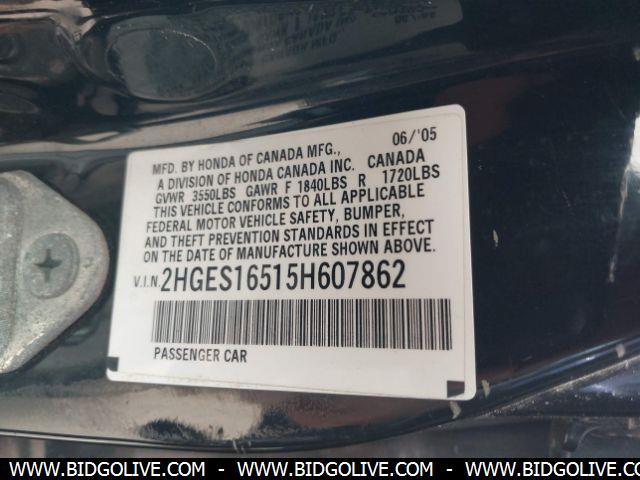 06/'05
MFD. BY HONDA OF CANADA MFG.,
A DIVISION OF HONDA CANADA INC. CANADA
GVWR 3550LBS GAWR F 1840LBS R 1720LBS
THIS VEHICLE CONFORMS TO ALL APPLICABLE
FEDERAL MOTOR VEHICLE SAFETY, BUMPER,
AND THEFT PREVENTION STANDARDS IN EFFECT
ON THE DATE OF MANUFACTURE SHOWN ABOVE.
V.I.N. 2HGES16515H607862
PASSENGER CAR
WWW.BIDGOLIVE.COM - WWW.BIDGOLIVE.COM - WWW.BIDGOLIVE.COM